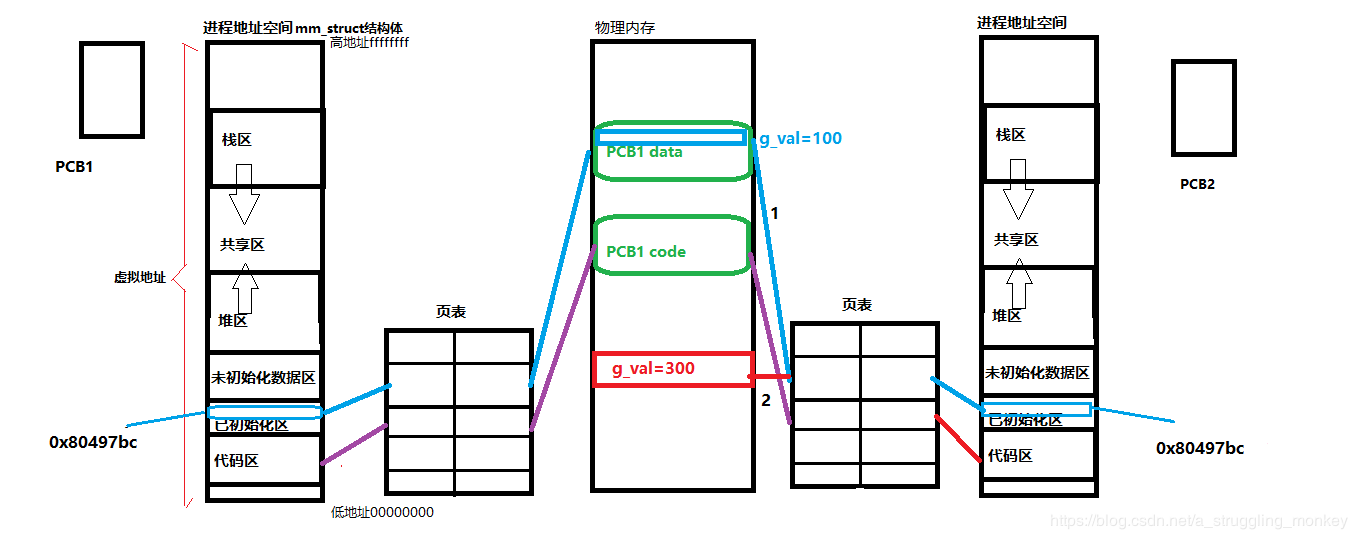 进程地址空间 mm_struct结构体
高地址ffffffff
物理内存
进程地址空间
PCB1
栈区
共享区
堆区
未初始化数据区
已初始化区
代码区
虚拟地址
0x80497bc
低地址00000000
页表
PCB1 data
g_val=100
PCB1 code
1
g_val=300
2
页表
栈区
共享区
堆区
未初始化数据区
已初始化区
代码区
PCB2
0x80497bc
https://blog.csdn.net/a_struggling_monkey